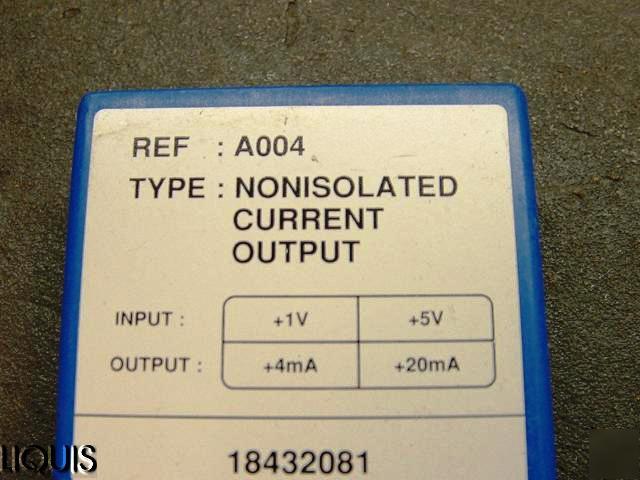 REF : A004
TYPE : NONISOLATED
CURRENT
OUTPUT
INPUT : +1V +5V
OUTPUT : +4mA +20mA
18432081
LIQUIS